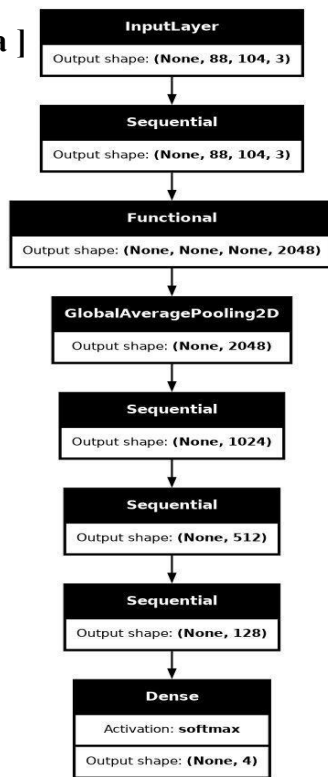 a ]
InputLayer
Output shape: (None, 88, 104, 3)
Sequential
Output shape: (None, 88, 104, 3)
Functional
Output shape: (None, None, None, 2048)
GlobalAveragePooling2D
Output shape: (None, 2048)
Sequential
Output shape: (None, 1024)
Sequential
Output shape: (None, 512)
Sequential
Output shape: (None, 128)
Dense
Activation: softmax
Output shape: (None, 4)